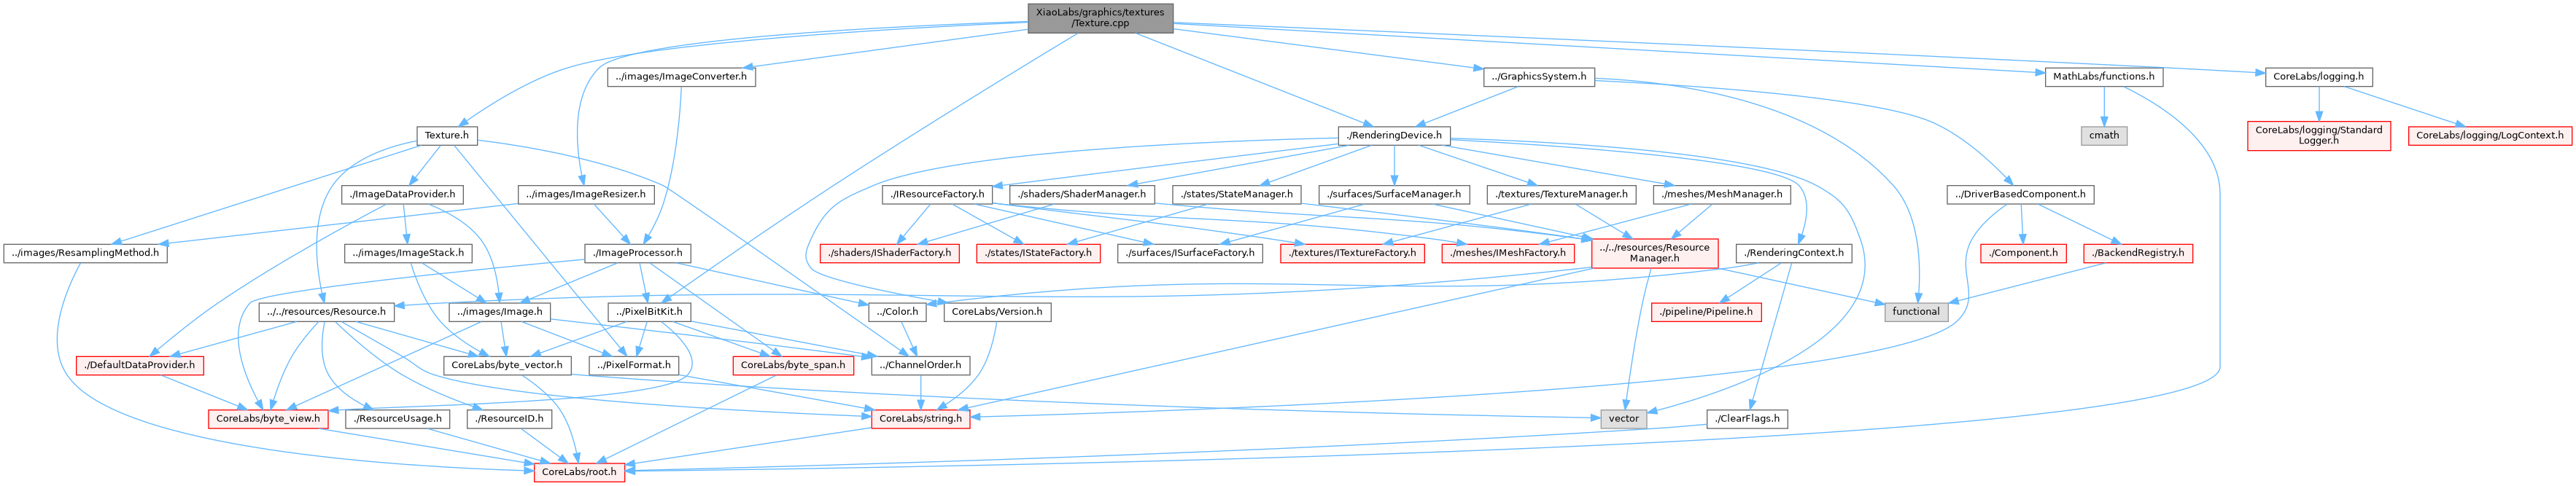 XiaoLabs/graphics/textures
/Texture.cpp
../images/ImageConverter.h
../GraphicsSystem.h
MathLabs/functions.h
CoreLabs/logging.h
Texture.h
./RenderingDevice.h
cmath
CoreLabs/logging/Standard
Logger.h
CoreLabs/logging/LogContext.h
./ImageDataProvider.h
../images/ImageResizer.h
./IResourceFactory.h
./shaders/ShaderManager.h
./states/StateManager.h
./surfaces/SurfaceManager.h
./textures/TextureManager.h
./meshes/MeshManager.h
../DriverBasedComponent.h
../images/ResamplingMethod.h
../images/ImageStack.h
./ImageProcessor.h
./shaders/IShaderFactory.h
./states/IStateFactory.h
./surfaces/ISurfaceFactory.h
./textures/ITextureFactory.h
./meshes/IMeshFactory.h
../../resources/Resource
Manager.h
./RenderingContext.h
./Component.h
./BackendRegistry.h
../../resources/Resource.h
../images/Image.h
../PixelBitKit.h
../Color.h
CoreLabs/Version.h
./pipeline/Pipeline.h
functional
./DefaultDataProvider.h
CoreLabs/byte_vector.h
../PixelFormat.h
CoreLabs/byte_span.h
../ChannelOrder.h
CoreLabs/byte_view.h
./ResourceUsage.h
./ResourceID.h
CoreLabs/string.h
vector
./ClearFlags.h
CoreLabs/root.h